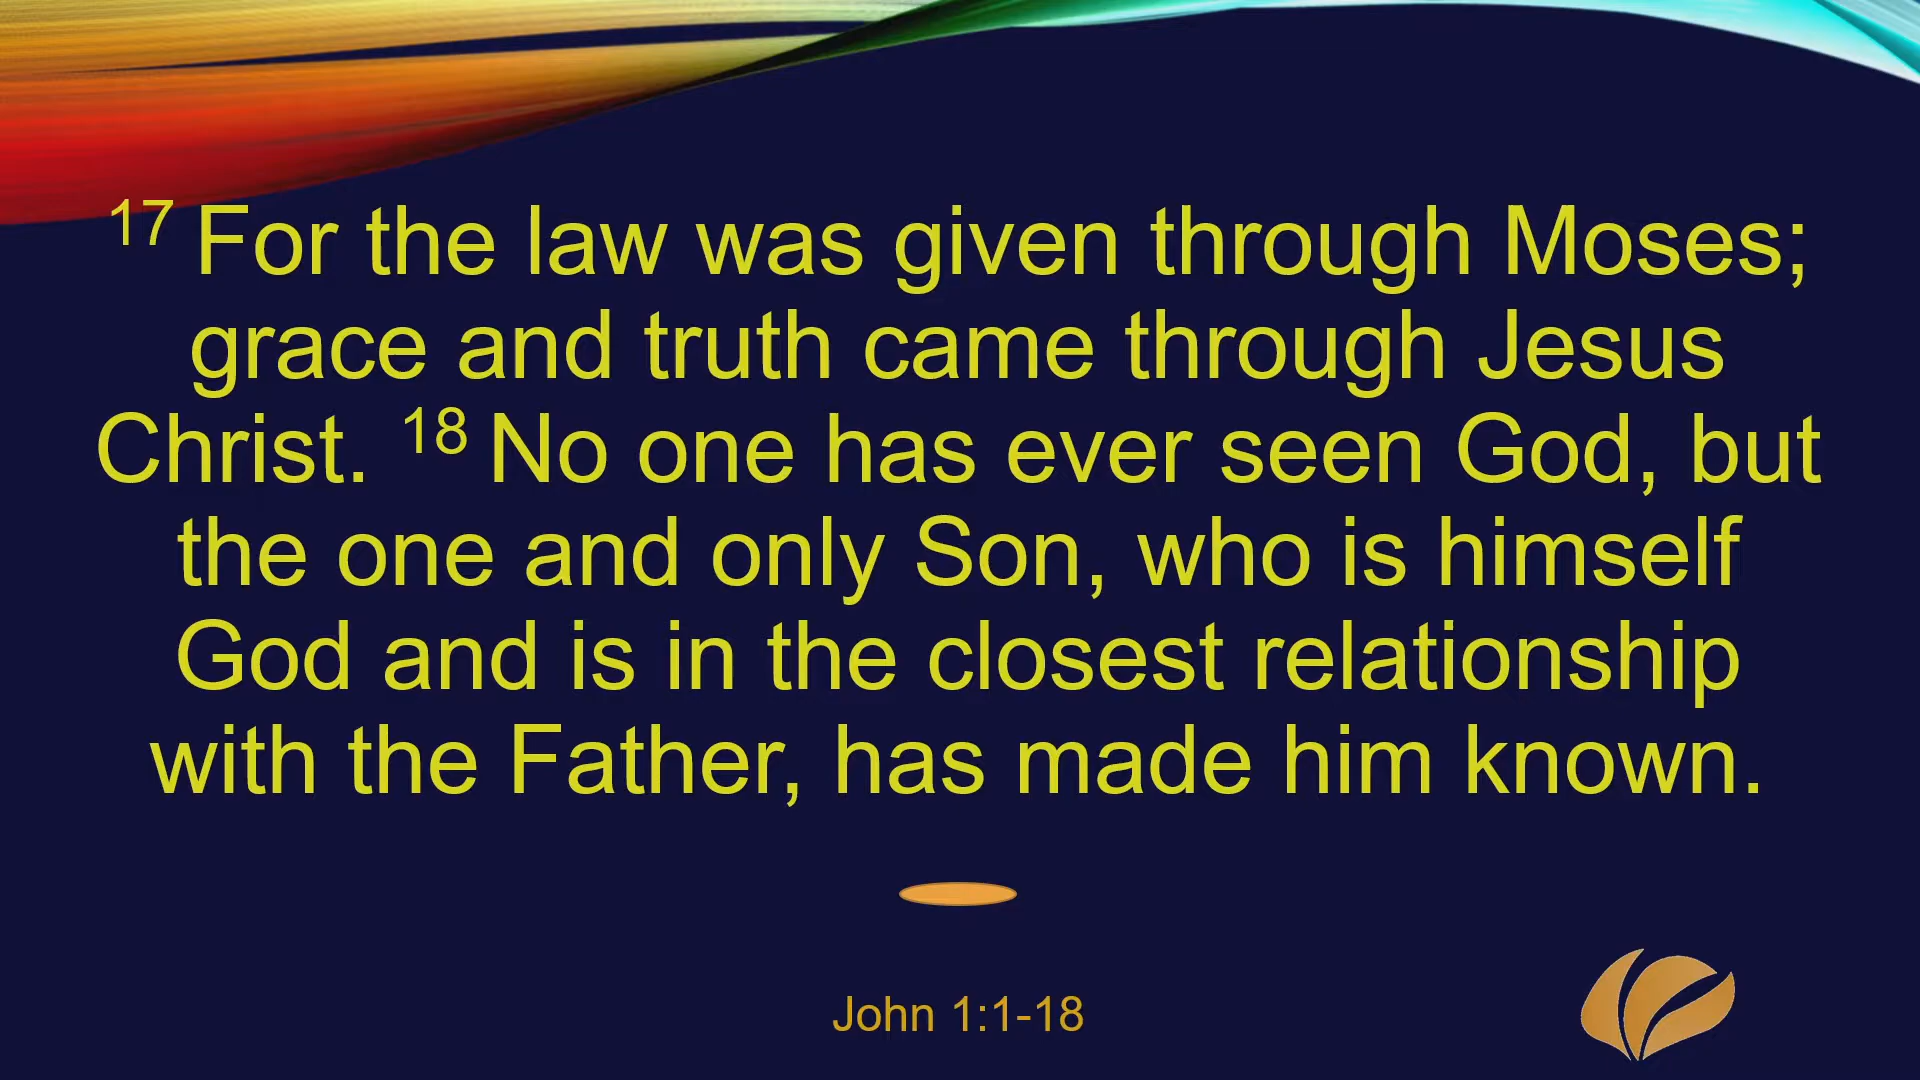 17 For the law was given through Moses;
grace and truth came through Jesus
Christ. 18 No one has ever seen God, but
the one and only Son, who is himself
God and is in the closest relationship
with the Father, has made him known.
John 1:1-18